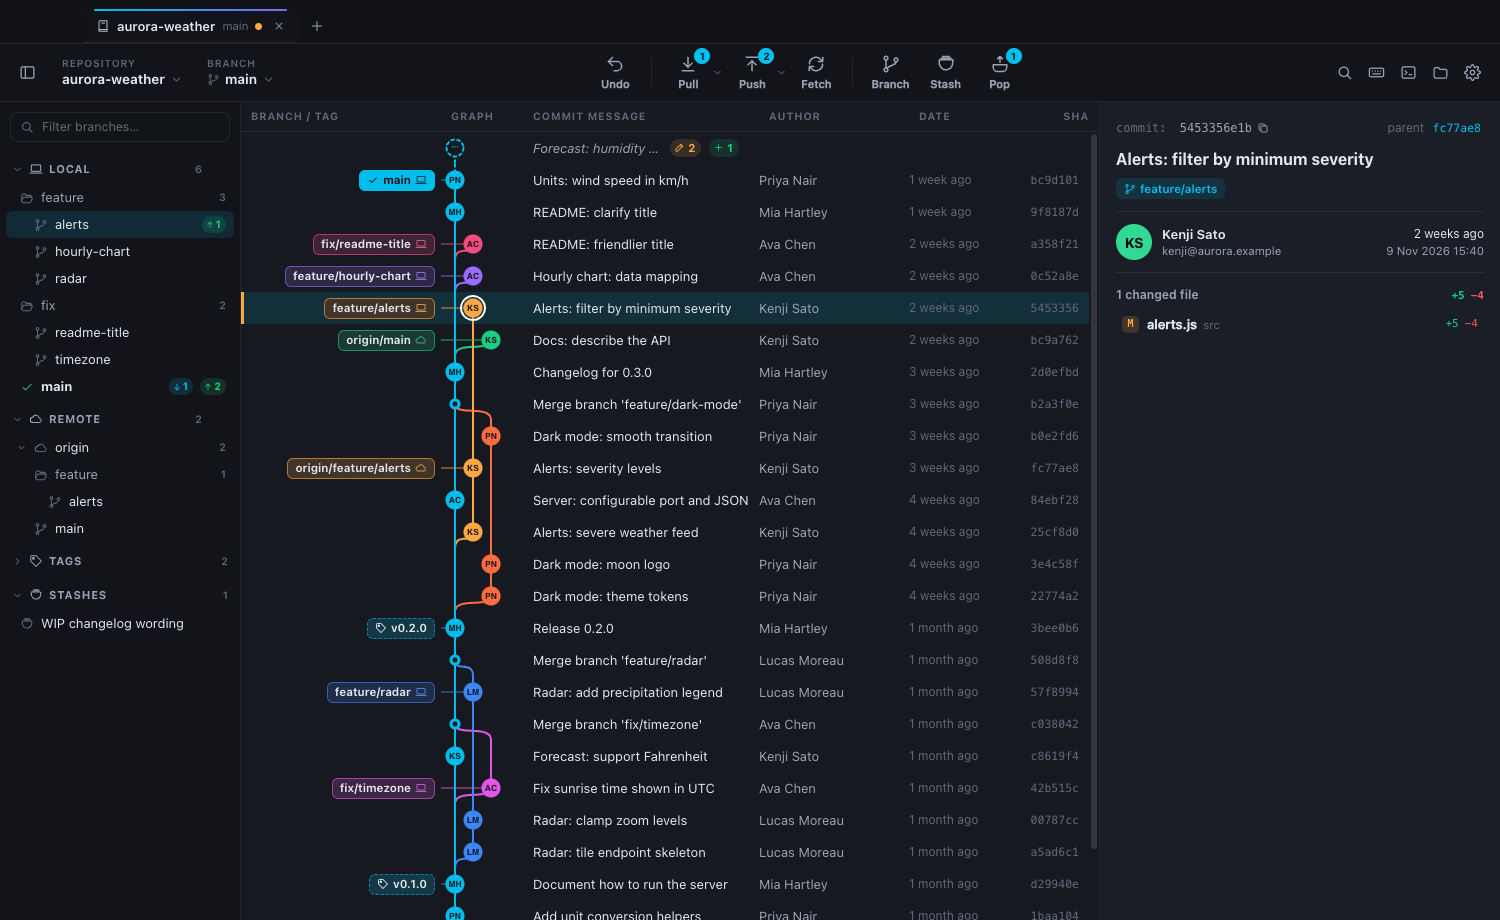 aurora-weather main
REPOSITORY
aurora-weather
BRANCH
main
Undo
Pull 1
Push 2
Fetch
Branch
Stash
Pop 1
Filter branches...
LOCAL 6
feature 3
alerts ↑1
hourly-chart
radar
fix 2
readme-title
timezone
main ↓1 ↑2
REMOTE 2
origin 2
feature 1
alerts
main
TAGS 2
STASHES 1
WIP changelog wording
BRANCH / TAG GRAPH COMMIT MESSAGE AUTHOR DATE SHA
Forecast: humidity ... 2 +1
main PN Units: wind speed in km/h Priya Nair 1 week ago bc9d101
MH README: clarify title Mia Hartley 1 week ago 9f8187d
fix/readme-title AC README: friendlier title Ava Chen 2 weeks ago a358f21
feature/hourly-chart AC Hourly chart: data mapping Ava Chen 2 weeks ago 0c52a8e
feature/alerts KS Alerts: filter by minimum severity Kenji Sato 2 weeks ago 5453356
origin/main KS Docs: describe the API Kenji Sato 2 weeks ago bc9a762
MH Changelog for 0.3.0 Mia Hartley 3 weeks ago 2d0efbd
Merge branch 'feature/dark-mode' Priya Nair 3 weeks ago b2a3f0e
PN Dark mode: smooth transition Priya Nair 3 weeks ago b0e2fd6
origin/feature/alerts KS Alerts: severity levels Kenji Sato 3 weeks ago fc77ae8
AC Server: configurable port and JSON Ava Chen 4 weeks ago 84ebf28
KS Alerts: severe weather feed Kenji Sato 4 weeks ago 25cf8d0
PN Dark mode: moon logo Priya Nair 4 weeks ago 3e4c58f
PN Dark mode: theme tokens Priya Nair 4 weeks ago 22774a2
v0.2.0 MH Release 0.2.0 Mia Hartley 1 month ago 3bee0b6
Merge branch 'feature/radar' Lucas Moreau 1 month ago 508d8f8
feature/radar LM Radar: add precipitation legend Lucas Moreau 1 month ago 57f8994
Merge branch 'fix/timezone' Ava Chen 1 month ago c038042
KS Forecast: support Fahrenheit Kenji Sato 1 month ago c8619f4
fix/timezone AC Fix sunrise time shown in UTC Ava Chen 1 month ago 42b515c
LM Radar: clamp zoom levels Lucas Moreau 1 month ago 00787cc
LM Radar: tile endpoint skeleton Lucas Moreau 1 month ago a5ad6c1
v0.1.0 MH Document how to run the server Mia Hartley 1 month ago d29940e
PN Add unit conversion helpers Priya Nair 1 month ago 1baa104
commit: 5453356e1b parent fc77ae8
Alerts: filter by minimum severity
feature/alerts
KS Kenji Sato 2 weeks ago
kenji@aurora.example 9 Nov 2026 15:40
1 changed file +5 −4
M alerts.js src +5 −4